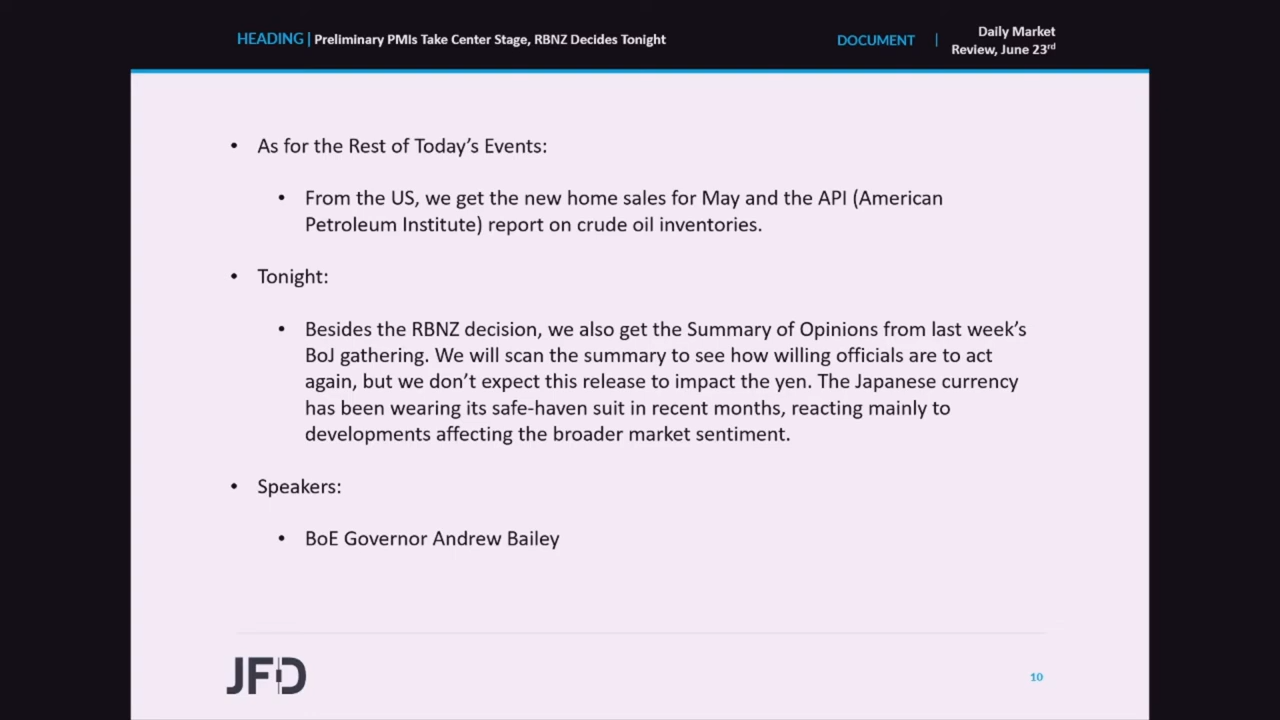 HEADING | Preliminary PMIs Take Center Stage, RBNZ Decides Tonight
DOCUMENT | Daily Market
Review, June 23rd
• As for the Rest of Today’s Events:
• From the US, we get the new home sales for May and the API (American
Petroleum Institute) report on crude oil inventories.
• Tonight:
• Besides the RBNZ decision, we also get the Summary of Opinions from last week’s
BoJ gathering. We will scan the summary to see how willing officials are to act
again, but we don’t expect this release to impact the yen. The Japanese currency
has been wearing its safe-haven suit in recent months, reacting mainly to
developments affecting the broader market sentiment.
• Speakers:
• BoE Governor Andrew Bailey
JFD
10